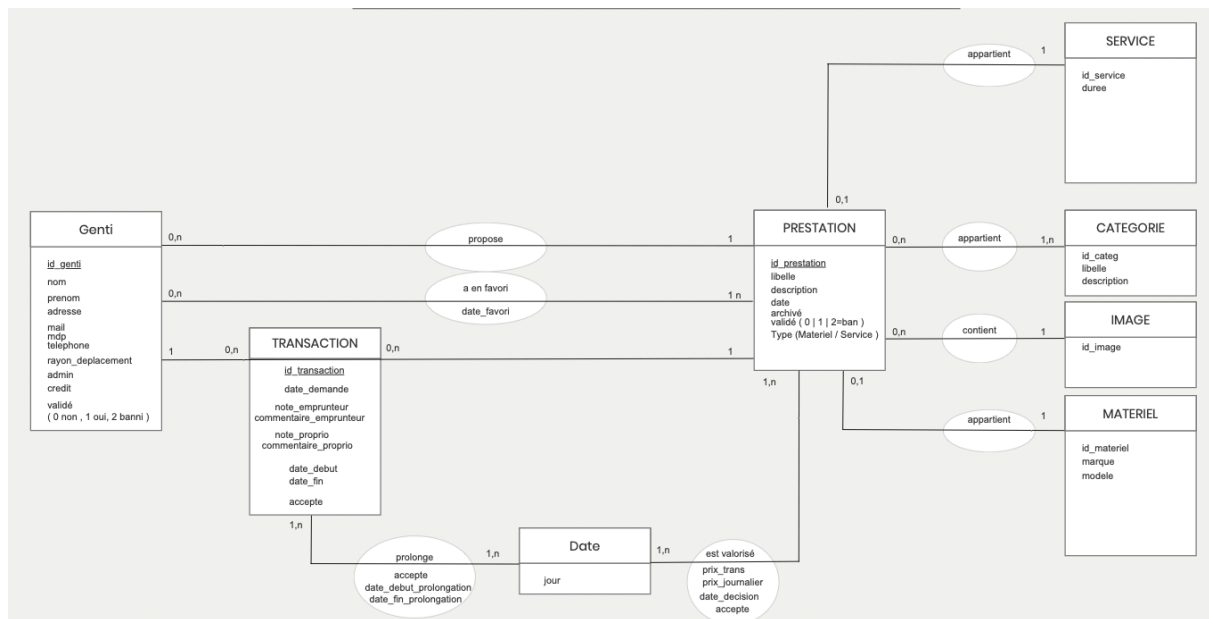 SERVICE
appartient
1
id_service
duree
0,1
Genti
id_genti
nom
prenom
adresse
mail
mdp
telephone
rayon_deplacement
admin
credit
validé
( 0 non , 1 oui, 2 banni )
0,n
propose
1
0,n
a en favori
date_favori
1 n
1
0,n
TRANSACTION
id_transaction
date_demande
note_emprunteur
commentaire_emprunteur
note_proprio
commentaire_proprio
date_debut
date_fin
accepte
0,n
1
PRESTATION
id_prestation
libelle
description
date
archivé
validé ( 0 | 1 | 2=ban )
Type (Materiel / Service )
0,n
appartient
1,n
CATEGORIE
id_categ
libelle
description
0,n
contient
1
IMAGE
id_image
1,n
0,1
appartient
1
MATERIEL
id_materiel
marque
modele
1,n
prolonge
accepte
date_debut_prolongation
date_fin_prolongation
1,n
Date
jour
1,n
est valorisé
prix_trans
prix_journalier
date_decision
accepte